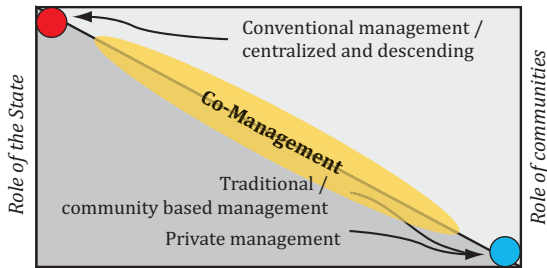 Conventional management /
centralized and descending
Role of the State
Co-Management
Role of communities
Traditional /
community based management
Private management